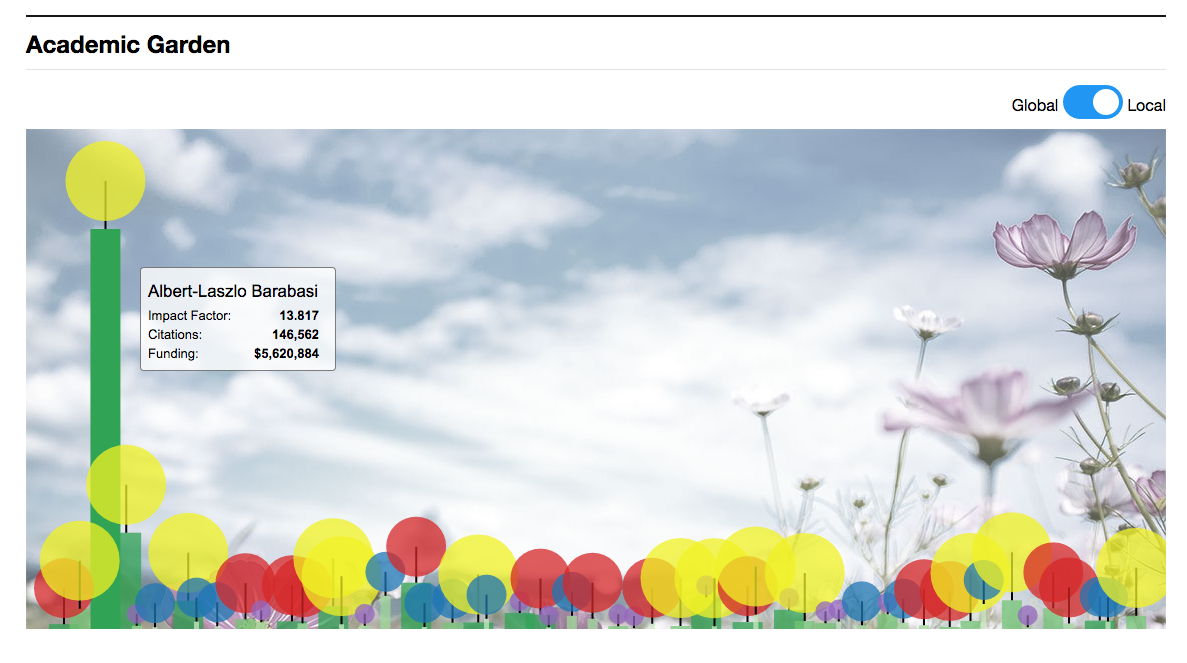 Academic Garden
Global Local
Albert-Laszlo Barabasi
Impact Factor: 13.817
Citations: 146,562
Funding: $5,620,884